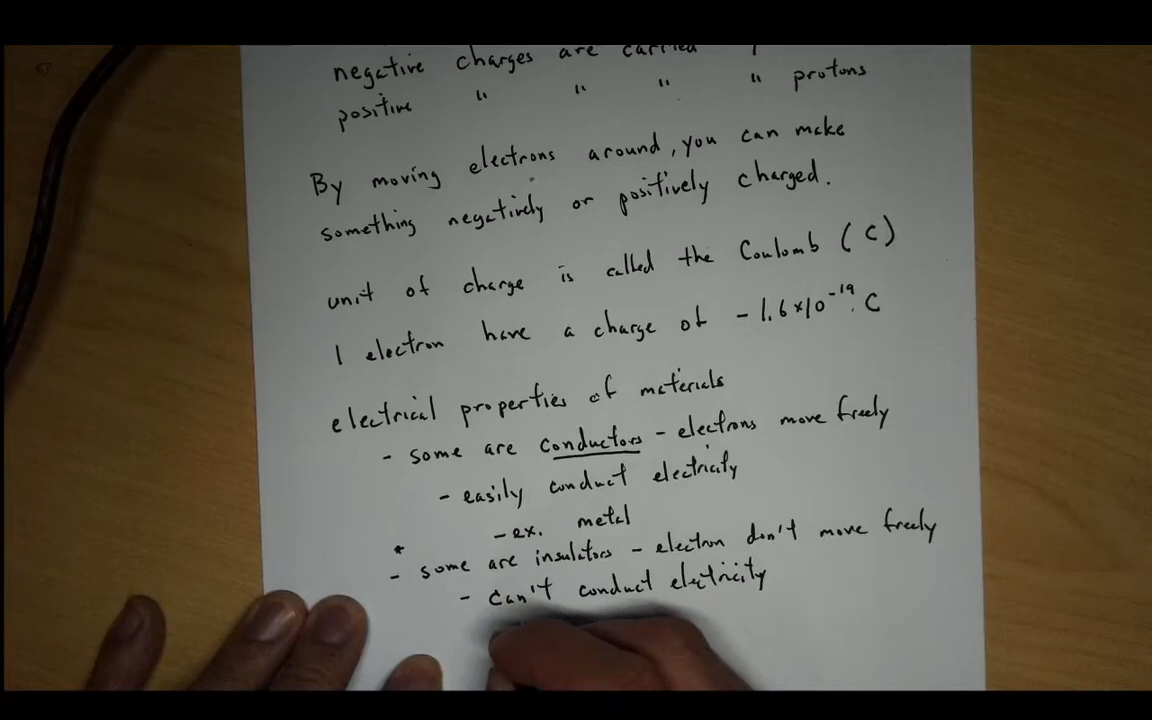 negative charges are carried
positive " " " " protons
By moving electrons around, you can make
something negatively or positively charged.
unit of charge is called the Coulomb (C)
1 electron have a charge of -1.6x10⁻¹⁹ C
electrical properties of materials
- some are conductors - electrons move freely
- easily conduct electricity
- ex. metal
- some are insulators - electron don't move freely
- can't conduct electricity